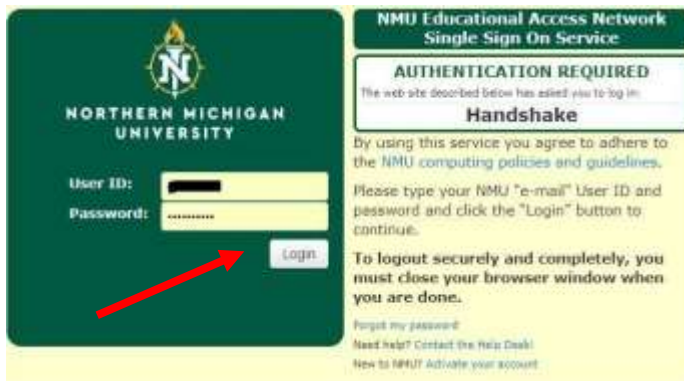 N
NORTHERN MICHIGAN
UNIVERSITY
User ID:
Password:
Login
NMU Educational Access Network
Single Sign On Service
AUTHENTICATION REQUIRED
The web site described below has asked you to log in:
Handshake
By using this service you agree to adhere to
the NMU computing policies and guidelines.
Please type your NMU "e-mail" User ID and
password and click the "Login" button to
continue.
To logout securely and completely, you
must close your browser window when
you are done.
Forgot my password
Need help? Contact the Help Desk!
New to NMU? Activate your account